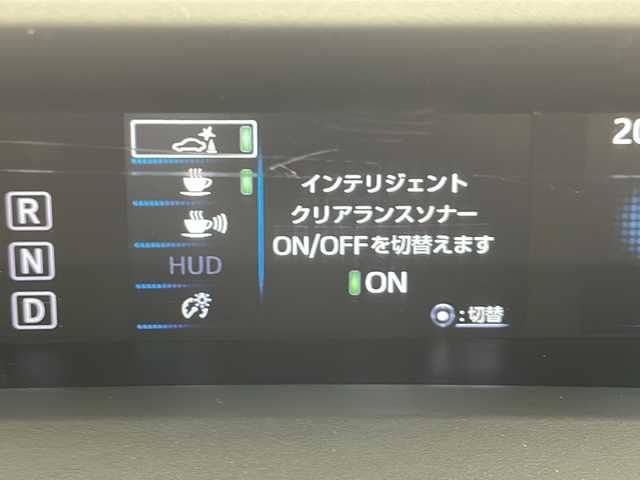 20
インテリジェント
R
クリアランスソナー
ON/OFFを切替えます
N
HUD
ON
D
:切替